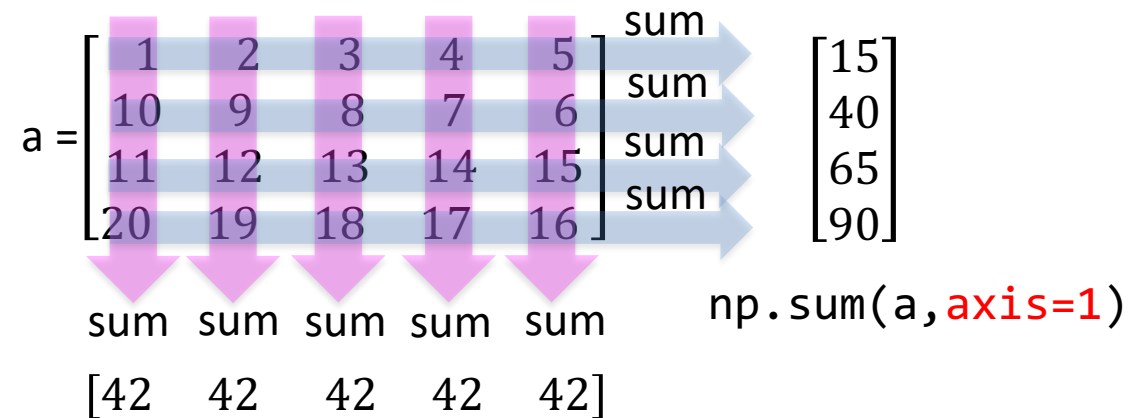 sum
1 2 3 4 5
15
sum
10 9 8 7 6
40
a =
sum
11 12 13 14 15
65
sum
20 19 18 17 16
90
sum sum sum sum sum
np.sum(a,axis=1)
[42 42 42 42 42]